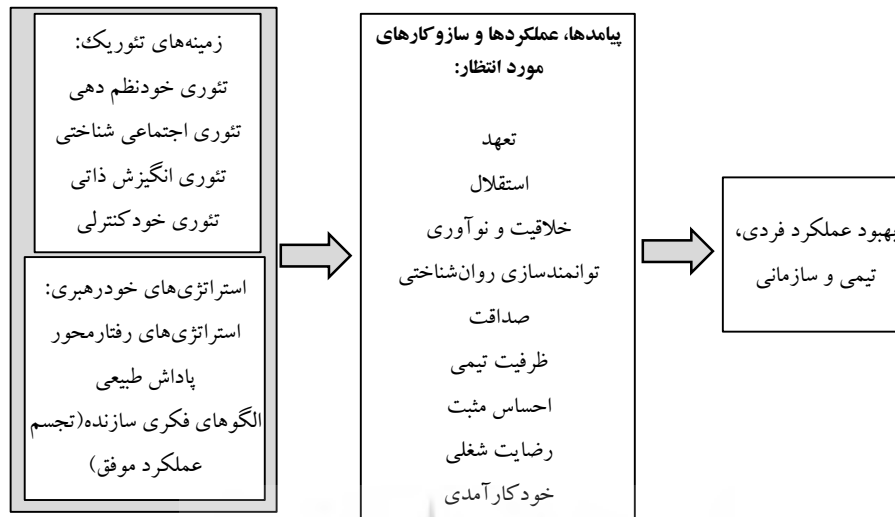 زمینه‌های تئوریک:
تئوری خودنظم دهی
تئوری اجتماعی شناختی
تئوری انگیزش ذاتی
تئوری خودکنترلی
استراتژی‌های خودرهبری:
استراتژی‌های رفتارمحور
پاداش طبیعی
الگوهای فکری سازنده(تجسم
عملکرد موفق)
پیامدها، عملکردها و سازوکارهای
مورد انتظار:
تعهد
استقلال
خلاقیت و نوآوری
توانمندسازی روان‌شناختی
صداقت
ظرفیت تیمی
احساس مثبت
رضایت شغلی
خودکارآمدی
بهبود عملکرد فردی،
تیمی و سازمانی